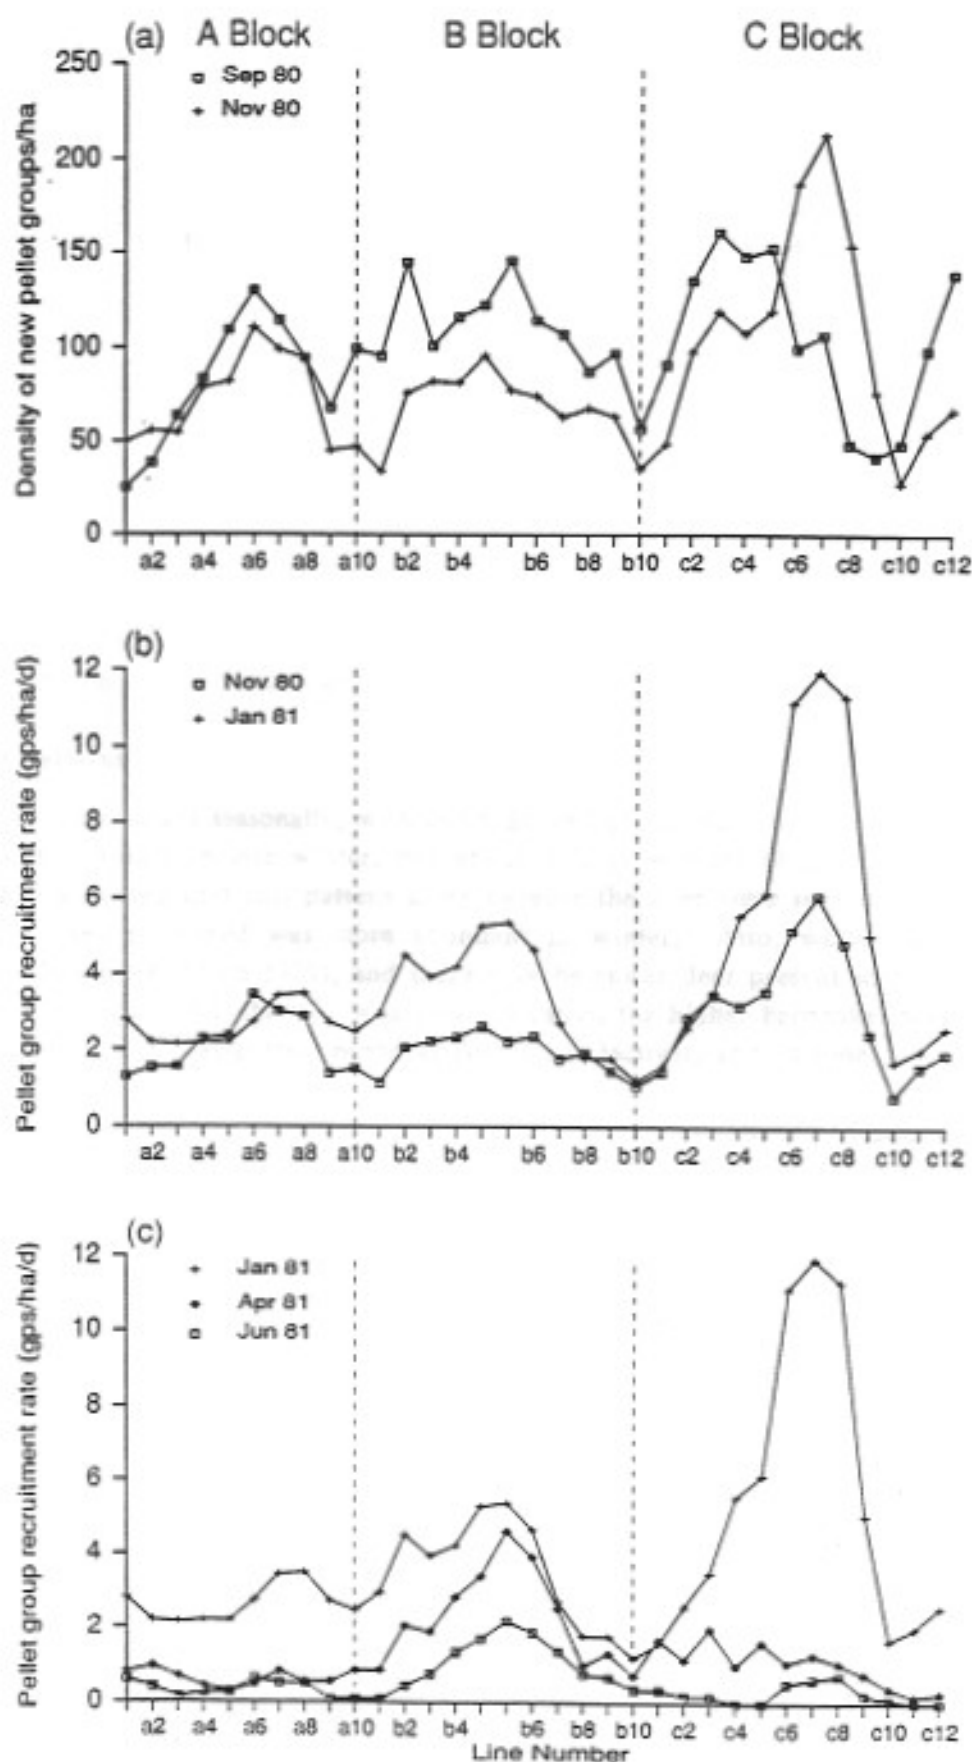 (a) A Block B Block C Block
Density of new pellet groups/ha
250
200
150
100
50
0
Sep 80
Nov 80
a2 a4 a6 a8 a10 b2 b4 b6 b8 b10 c2 c4 c6 c8 c10 c12
(b)
Pellet group recruitment rate (gps/ha/d)
12
10
8
6
4
2
0
Nov 80
Jan 81
a2 a4 a6 a8 a10 b2 b4 b6 b8 b10 c2 c4 c6 c8 c10 c12
(c)
Pellet group recruitment rate (gps/ha/d)
12
10
8
6
4
2
0
Jan 81
Apr 81
Jun 81
a2 a4 a6 a8 a10 b2 b4 b6 b8 b10 c2 c4 c6 c8 c10 c12
Line Number